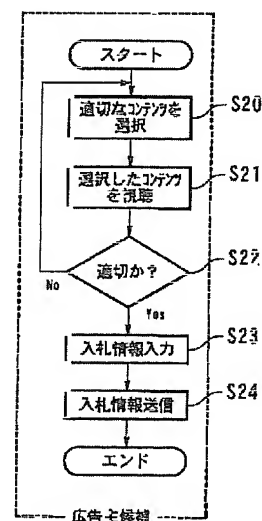 スタート
適切なコンテンツを
選択
S20
選択したコンテンツ
を視聴
S21
適切か?
S22
No
Yes
入札情報入力
S23
入札情報送信
S24
エンド
広告主候補